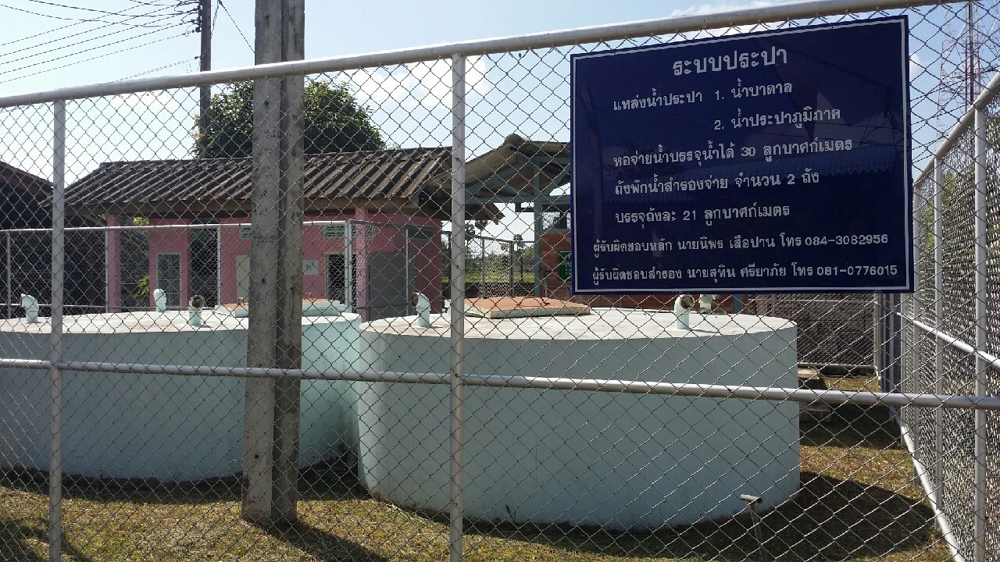 ระบบประปา
แหล่งน้ำประปา 1. น้ำบาดาล
2. น้ำประปาภูมิภาค
หอจ่ายน้ำบรรจุน้ำได้ 30 ลูกบาศก์เมตร
ถังพักน้ำสำรองจ่าย จำนวน 2 ถัง
บรรจุถังละ 21 ลูกบาศก์เมตร
ผู้รับผิดชอบหลัก นายนิพร เสือปาน โทร 084-3082956
ผู้รับผิดชอบสำรอง นายสุทิน ศรียาภัย โทร 081-0776015